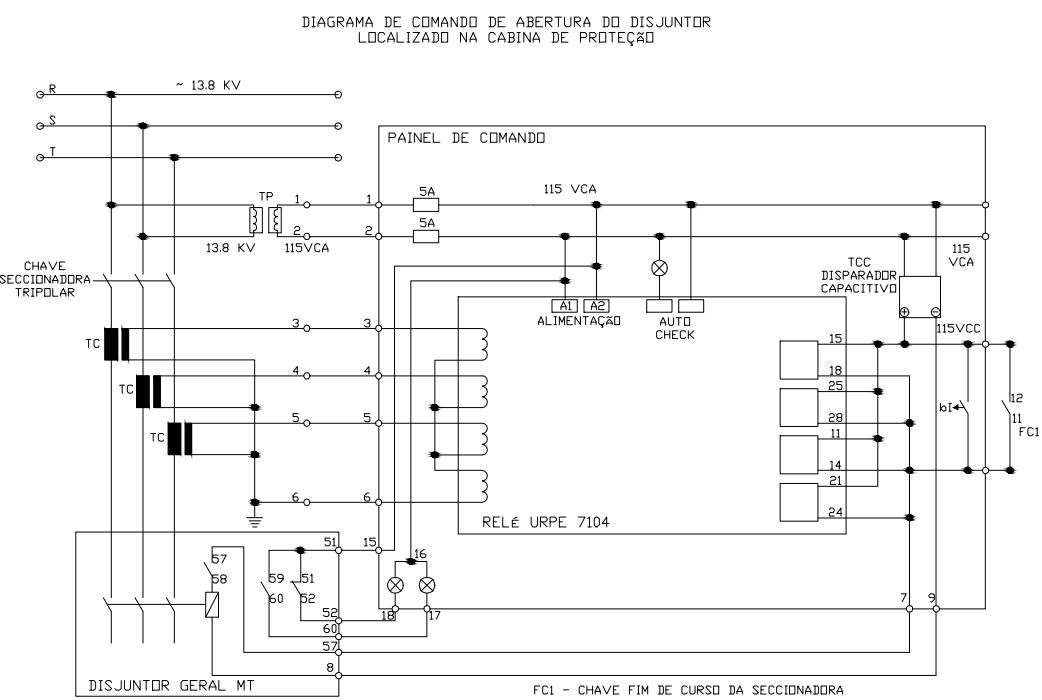 DIAGRAMA DE COMANDO DE ABERTURA DO DISJUNTOR
LOCALIZADO NA CABINA DE PROTEÇÃO
R
~ 13.8 KV
S
T
PAINEL DE COMANDO
TP
1
1
5A
115 VCA
2
2
5A
13.8 KV
115VCA
115
VCA
CHAVE
SECCIONADORA
TRIPOLAR
TCC
DISPARADOR
CAPACITIVO
A1
A2
ALIMENTAÇÃO
AUTO
CHECK
+
-
115VCC
3
3
TC
15
18
4
4
TC
25
28
bI
12
11
FC1
5
5
TC
11
14
21
24
6
6
RELé URPE 7104
51
15
16
57
58
59
60
51
52
52
18
17
7
9
60
57
8
DISJUNTOR GERAL MT
FC1 - CHAVE FIM DE CURSO DA SECCIONADORA